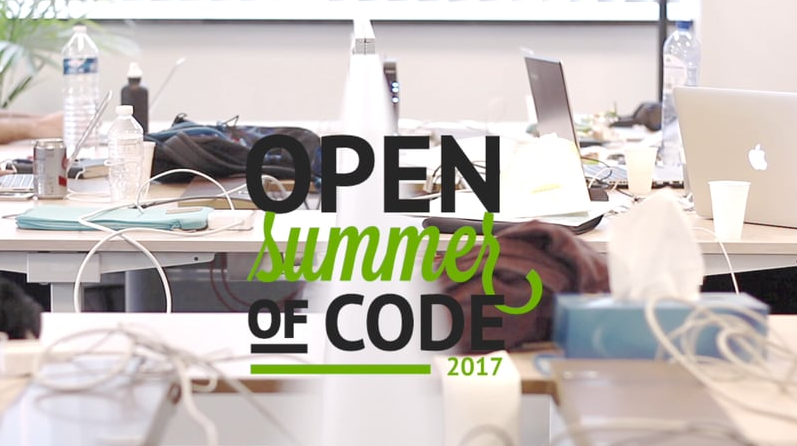 OPEN
summer
OF CODE
2017